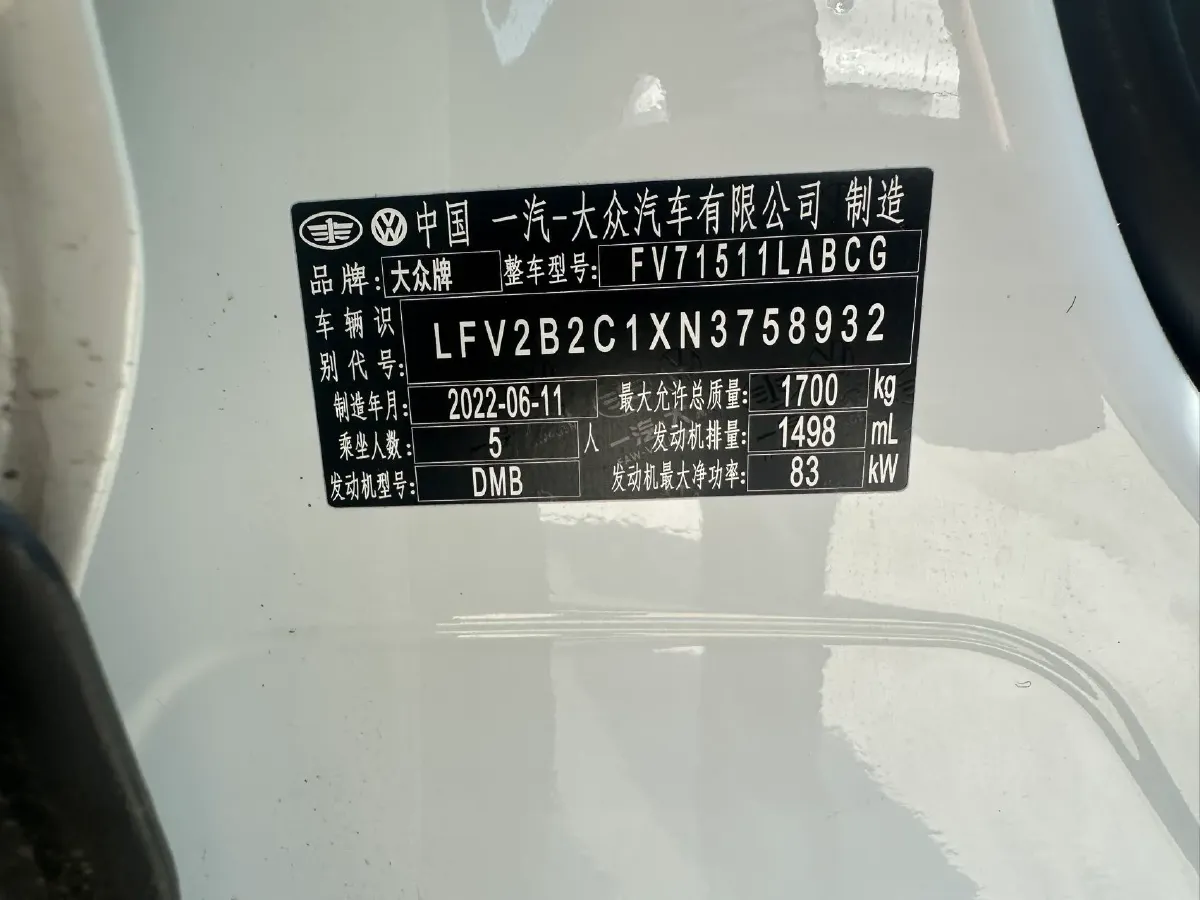 中国 一汽-大众汽车有限公司 制造
品牌: 大众牌 整车型号: FV71511LABCG
车辆识别代号: LFV2B2C1XN3758932
制造年月: 2022-06-11 最大允许总质量: 1700 kg
乘坐人数: 5 人 发动机排量: 1498 mL
发动机型号: DMB 发动机最大净功率: 83 kW